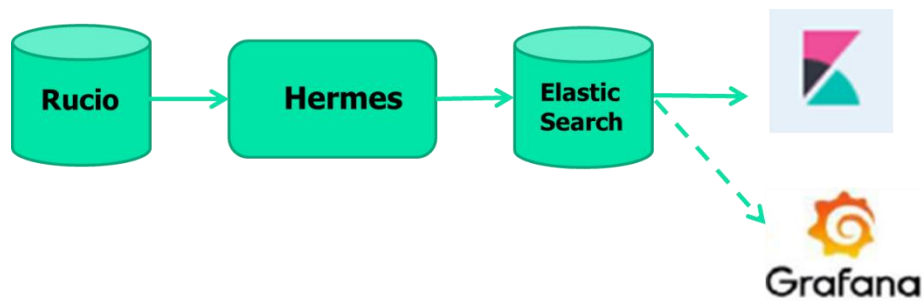 Rucio
Hermes
Elastic
Search
Grafana